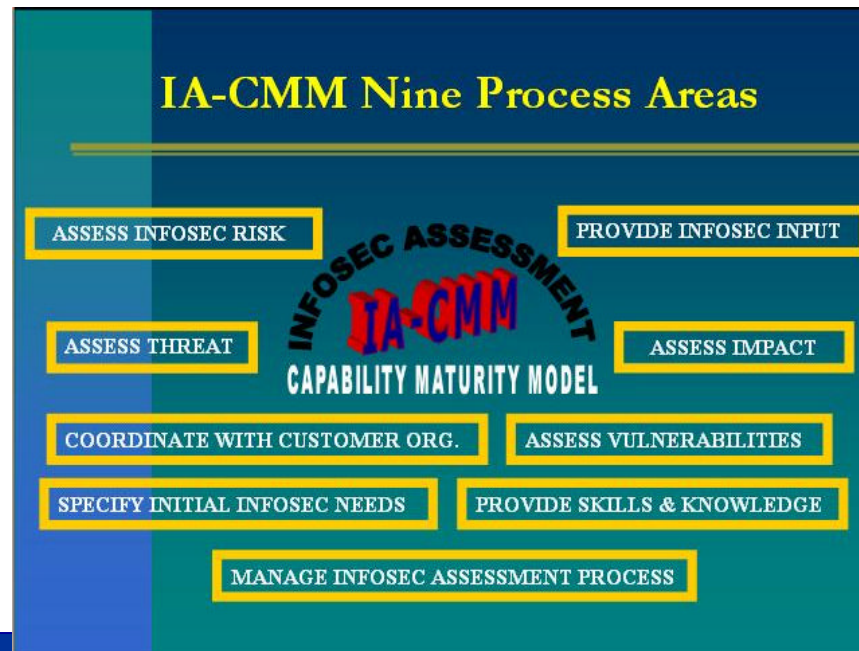 IA-CMM Nine Process Areas
ASSESS INFOSEC RISK
PROVIDE INFOSEC INPUT
INFOSEC ASSESSMENT
IA-CMM
CAPABILITY MATURITY MODEL
ASSESS THREAT
ASSESS IMPACT
COORDINATE WITH CUSTOMER ORG.
ASSESS VULNERABILITIES
SPECIFY INITIAL INFOSEC NEEDS
PROVIDE SKILLS & KNOWLEDGE
MANAGE INFOSEC ASSESSMENT PROCESS